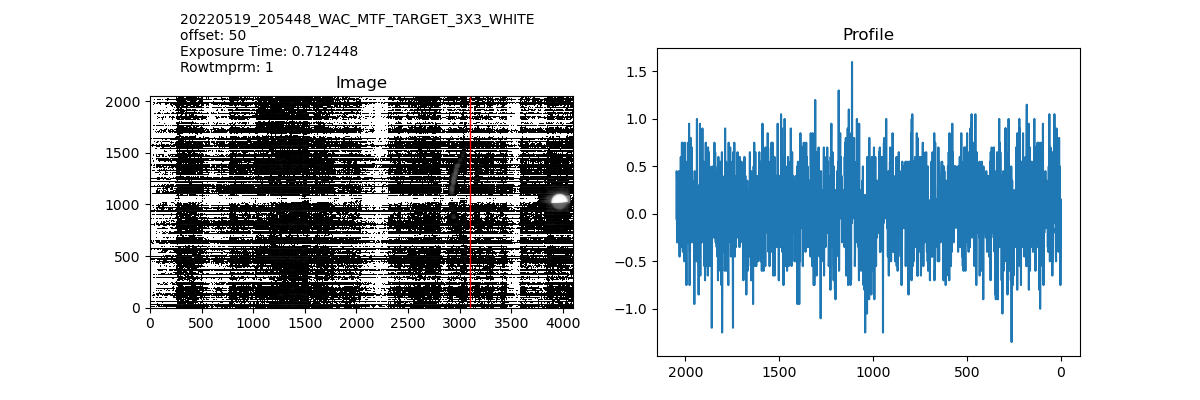 20220519_205448_WAC_MTF_TARGET_3X3_WHITE
offset: 50
Exposure Time: 0.712448
Rowtmprm: 1
Image
2000
1500
1000
500
0
0 500 1000 1500 2000 2500 3000 3500 4000
Profile
1.5
1.0
0.5
0.0
−0.5
−1.0
2000 1500 1000 500 0